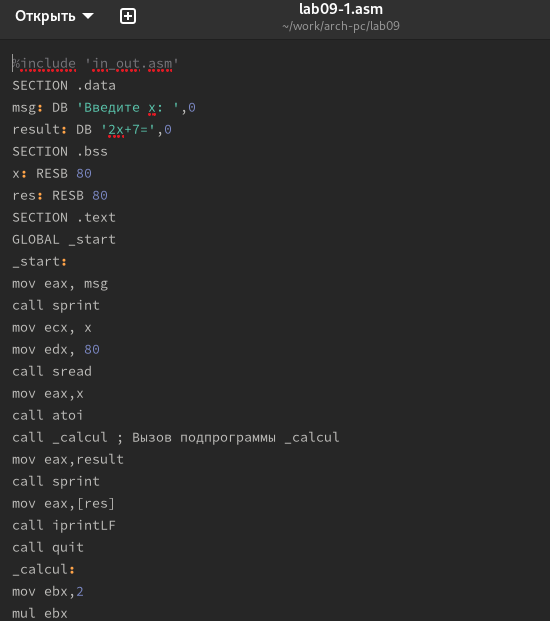 Открыть
lab09-1.asm
~/work/arch-pc/lab09
%include 'in_out.asm'
SECTION .data
msg: DB 'Введите x: ',0
result: DB '2x+7=',0
SECTION .bss
x: RESB 80
res: RESB 80
SECTION .text
GLOBAL _start
_start:
mov eax, msg
call sprint
mov ecx, x
mov edx, 80
call sread
mov eax,x
call atoi
call _calcul ; Вызов подпрограммы _calcul
mov eax,result
call sprint
mov eax,[res]
call iprintLF
call quit
_calcul:
mov ebx,2
mul ebx